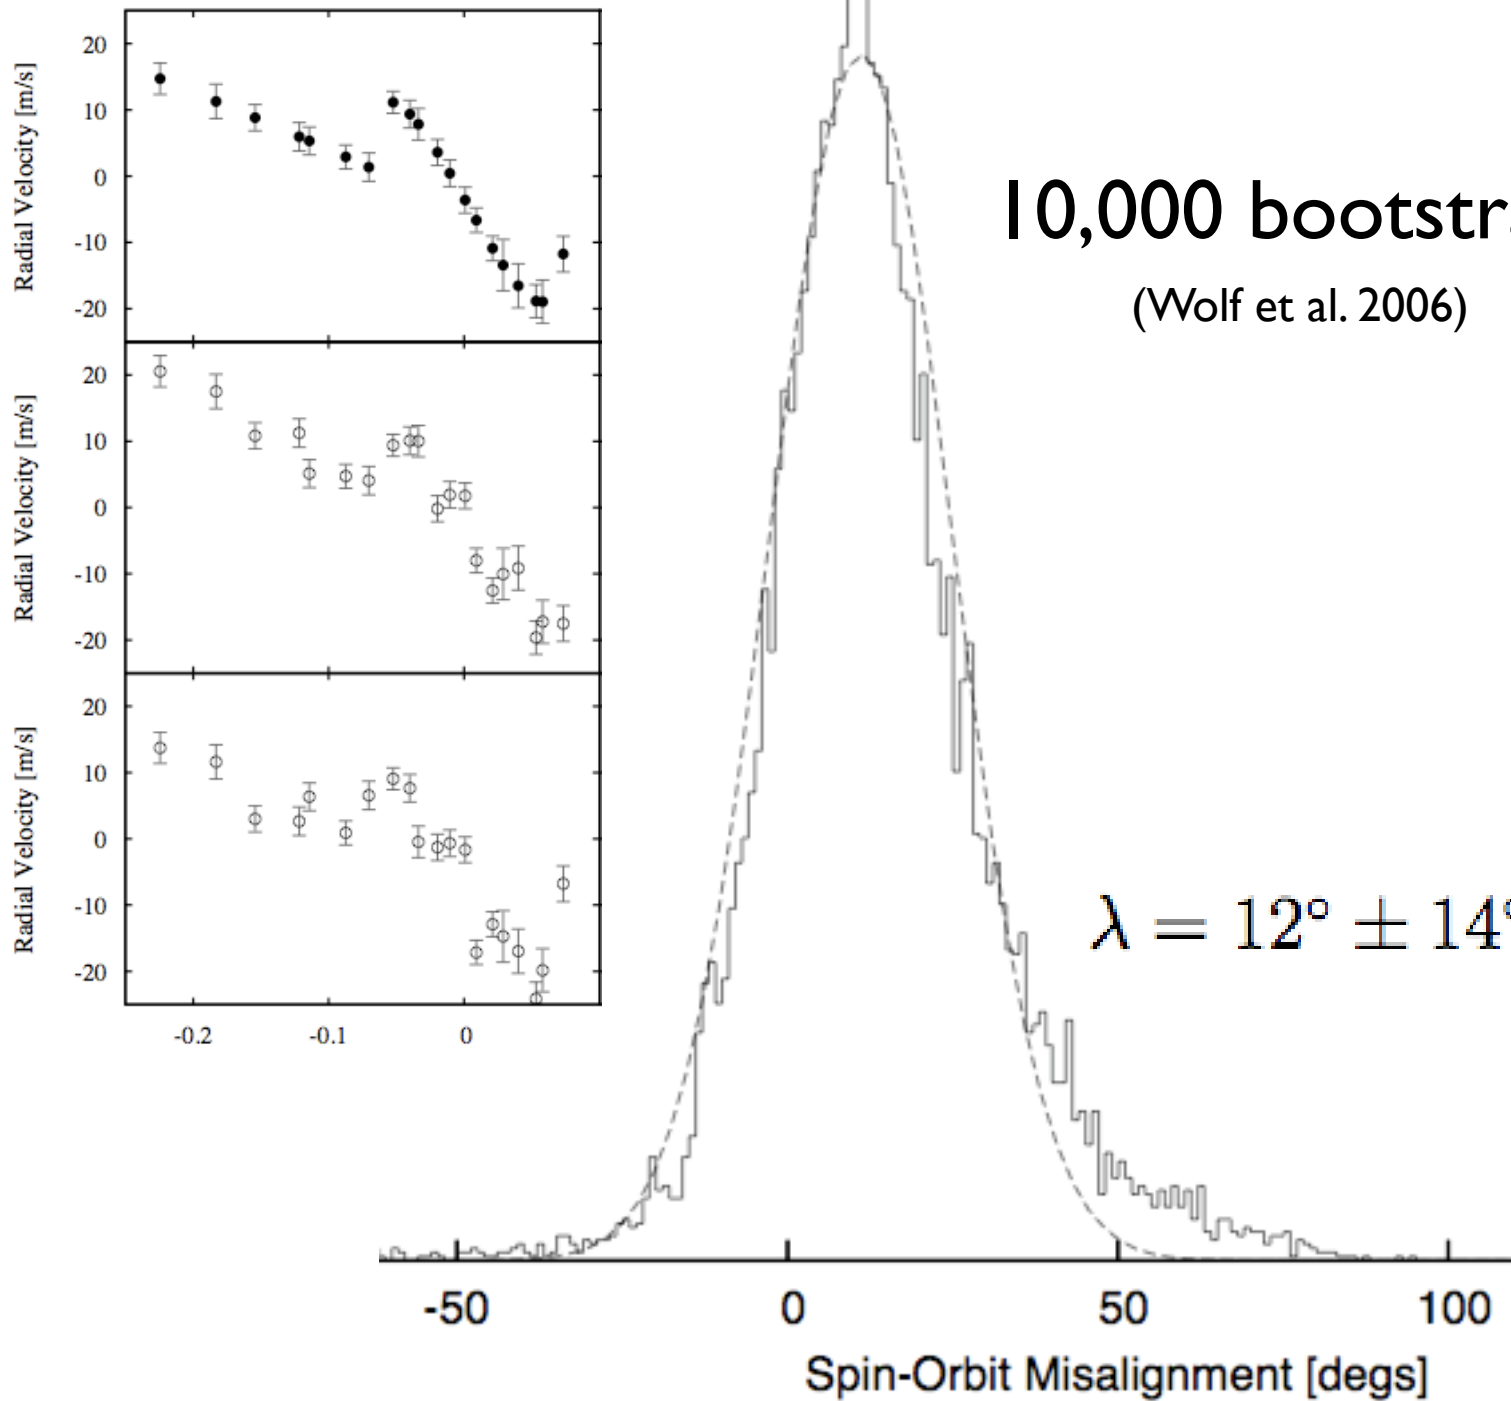 20
10
0
-10
-20
Radial Velocity [m/s]
20
10
0
-10
-20
Radial Velocity [m/s]
20
10
0
-10
-20
Radial Velocity [m/s]
-0.2 -0.1 0
10,000 bootstr
(Wolf et al. 2006)
λ = 12° ± 14°
-50 0 50 100
Spin-Orbit Misalignment [degs]